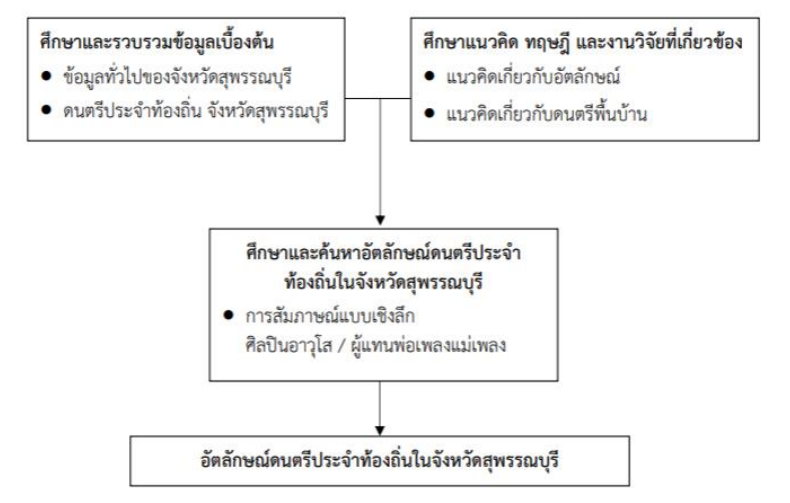 ศึกษาและรวบรวมข้อมูลเบื้องต้น
● ข้อมูลทั่วไปของจังหวัดสุพรรณบุรี
● ดนตรีประจำท้องถิ่น จังหวัดสุพรรณบุรี
ศึกษาแนวคิด ทฤษฎี และงานวิจัยที่เกี่ยวข้อง
● แนวคิดเกี่ยวกับอัตลักษณ์
● แนวคิดเกี่ยวกับดนตรีพื้นบ้าน
ศึกษาและค้นหาอัตลักษณ์ดนตรีประจำ
ท้องถิ่นในจังหวัดสุพรรณบุรี
● การสัมภาษณ์แบบเชิงลึก
ศิลปินอาวุโส / ผู้แทนพ่อเพลงแม่เพลง
อัตลักษณ์ดนตรีประจำท้องถิ่นในจังหวัดสุพรรณบุรี